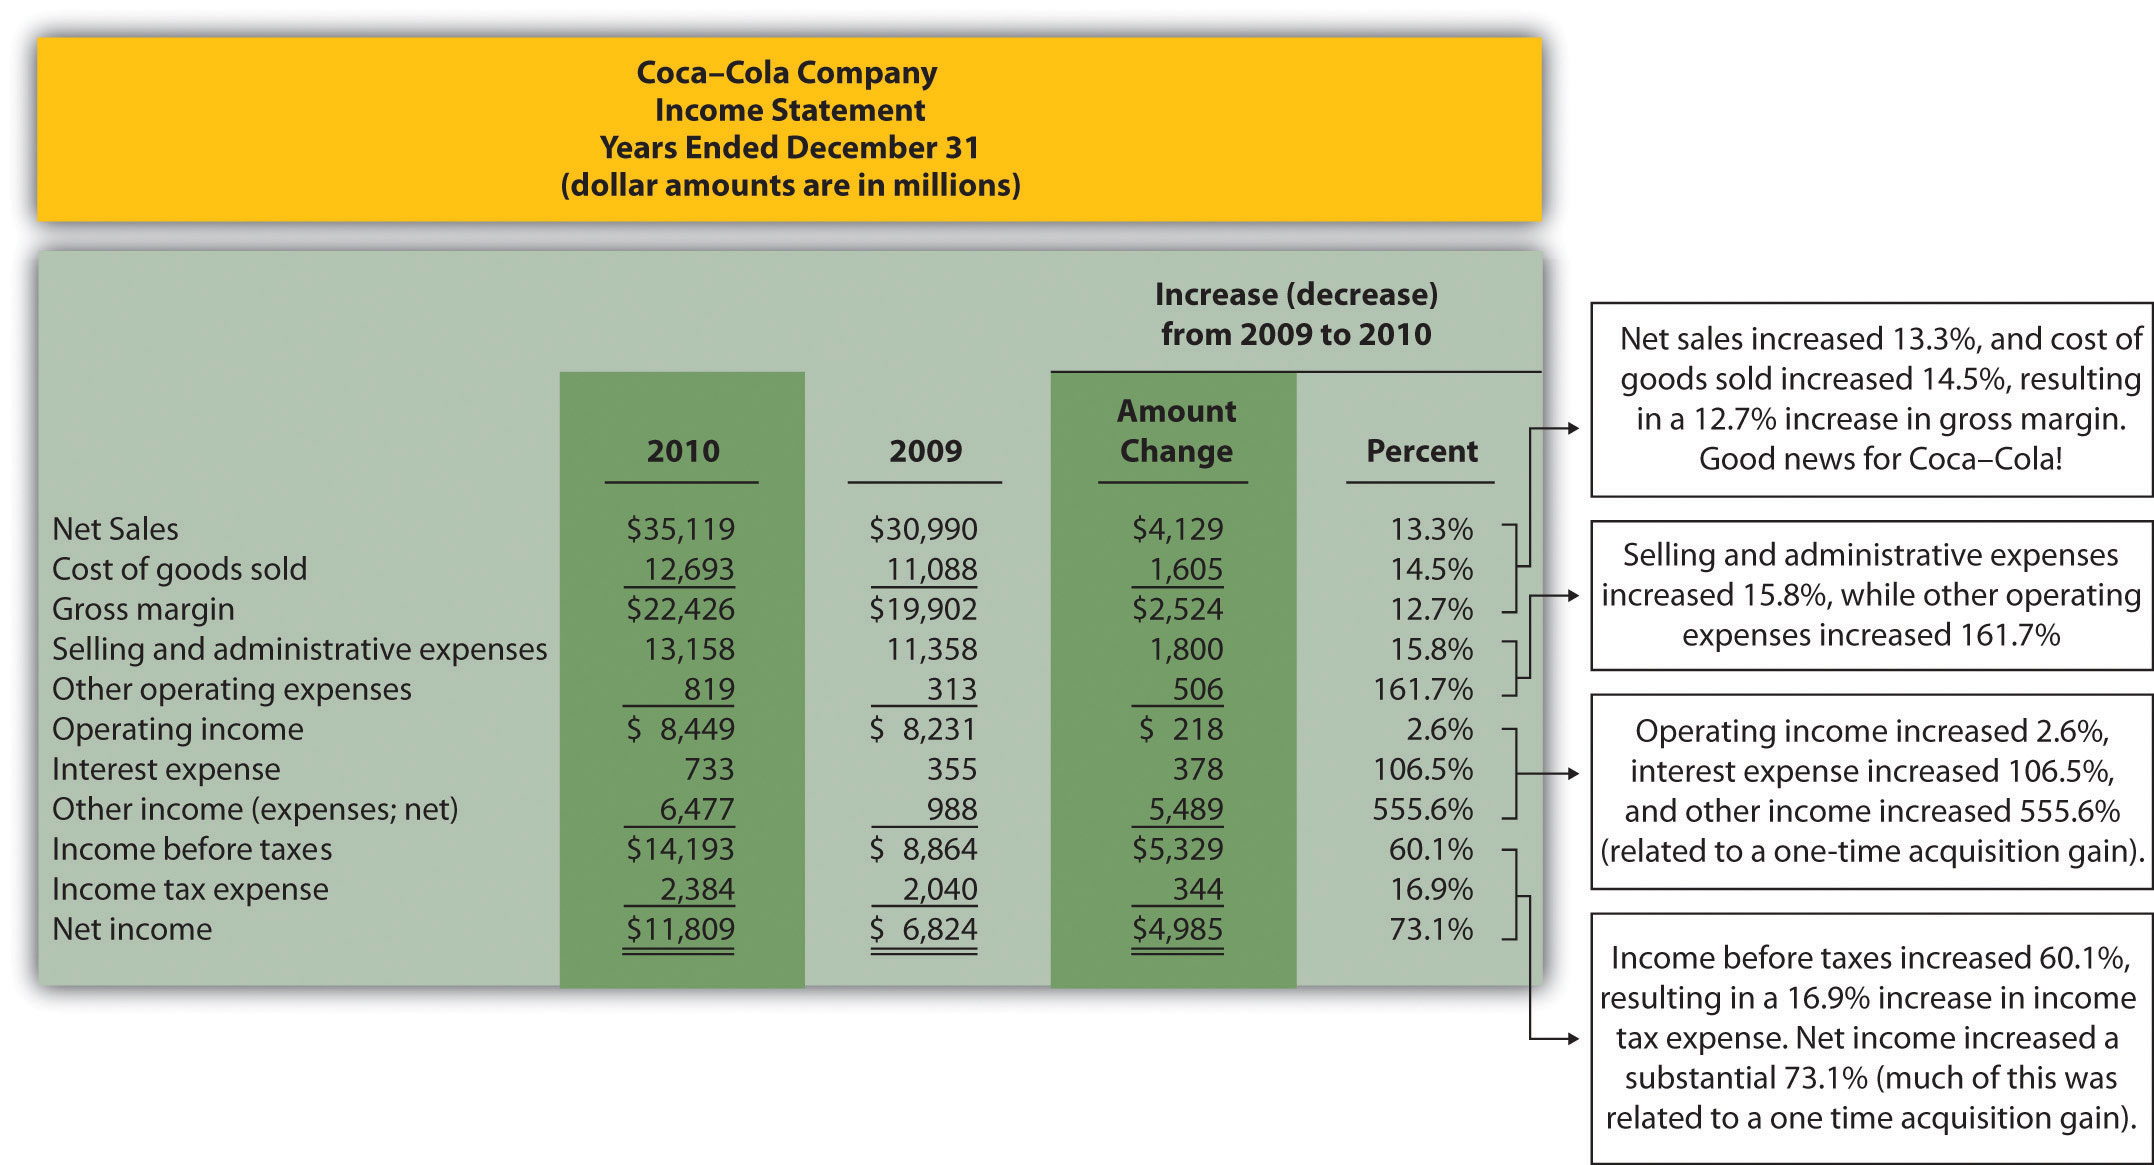 Coca–Cola Company
Income Statement
Years Ended December 31
(dollar amounts are in millions)
Increase (decrease)
from 2009 to 2010
2010 2009 Amount Change Percent
Net Sales $35,119 $30,990 $4,129 13.3%
Cost of goods sold 12,693 11,088 1,605 14.5%
Gross margin $22,426 $19,902 $2,524 12.7%
Selling and administrative expenses 13,158 11,358 1,800 15.8%
Other operating expenses 819 313 506 161.7%
Operating income $ 8,449 $ 8,231 $ 218 2.6%
Interest expense 733 355 378 106.5%
Other income (expenses; net) 6,477 988 5,489 555.6%
Income before taxes $14,193 $ 8,864 $5,329 60.1%
Income tax expense 2,384 2,040 344 16.9%
Net income $11,809 $ 6,824 $4,985 73.1%
Net sales increased 13.3%, and cost of
goods sold increased 14.5%, resulting
in a 12.7% increase in gross margin.
Good news for Coca–Cola!
Selling and administrative expenses
increased 15.8%, while other operating
expenses increased 161.7%
Operating income increased 2.6%,
interest expense increased 106.5%,
and other income increased 555.6%
(related to a one-time acquisition gain).
Income before taxes increased 60.1%,
resulting in a 16.9% increase in income
tax expense. Net income increased a
substantial 73.1% (much of this was
related to a one time acquisition gain).